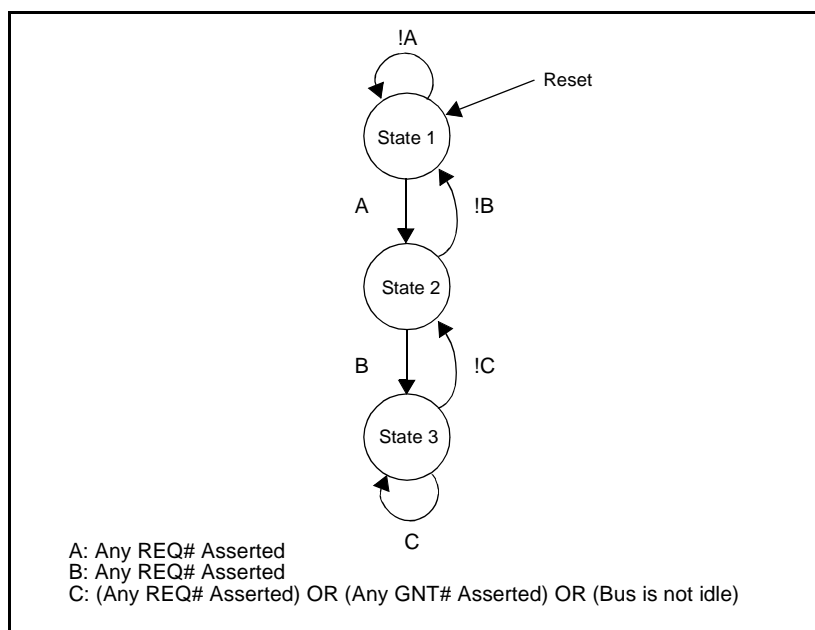 !A
Reset
State 1
A
!B
State 2
B
!C
State 3
C
A: Any REQ# Asserted
B: Any REQ# Asserted
C: (Any REQ# Asserted) OR (Any GNT# Asserted) OR (Bus is not idle)